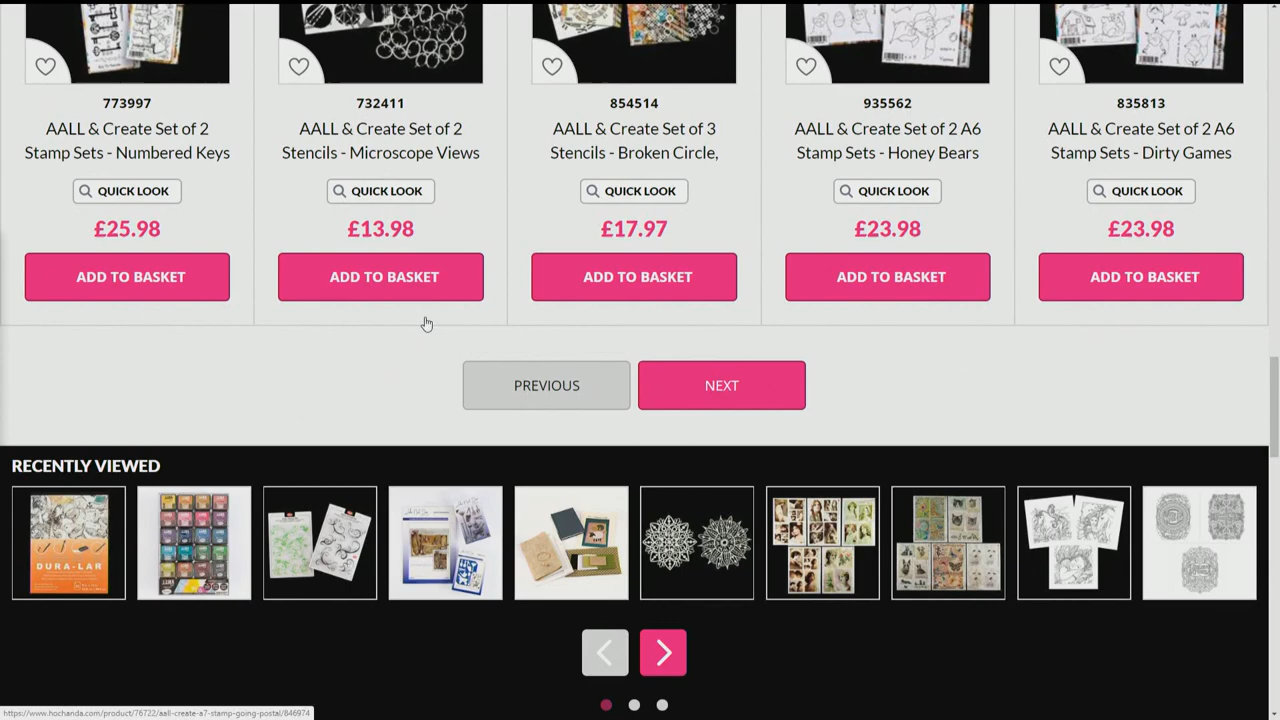 773997
732411
854514
935562
835813
AALL & Create Set of 2
Stamp Sets - Numbered Keys
AALL & Create Set of 2
Stencils - Microscope Views
AALL & Create Set of 3
Stencils - Broken Circle,
AALL & Create Set of 2 A6
Stamp Sets - Honey Bears
AALL & Create Set of 2 A6
Stamp Sets - Dirty Games
QUICK LOOK
QUICK LOOK
QUICK LOOK
QUICK LOOK
QUICK LOOK
£25.98
£13.98
£17.97
£23.98
£23.98
ADD TO BASKET
ADD TO BASKET
ADD TO BASKET
ADD TO BASKET
ADD TO BASKET
PREVIOUS
NEXT
RECENTLY VIEWED
DURA-LAR
https://www.hochanda.com/product/76722/aall-create-a7-stamp-going-postal/846974